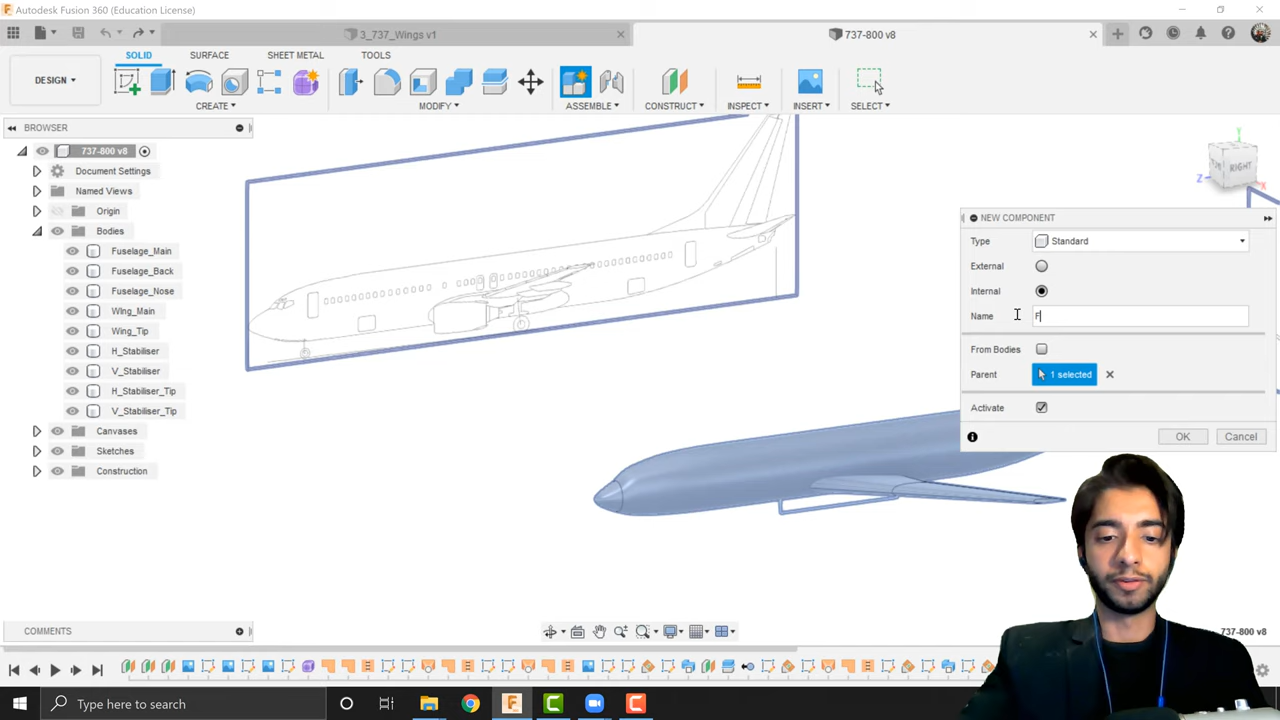 Autodesk Fusion 360 (Education License)
3_737_Wings v1
737-800 v8
SOLID
SURFACE
SHEET METAL
TOOLS
DESIGN
CREATE
MODIFY
ASSEMBLE
CONSTRUCT
INSPECT
INSERT
SELECT
BROWSER
737-800 v8
Document Settings
Named Views
Origin
Bodies
Fuselage_Main
Fuselage_Back
Fuselage_Nose
Wing_Main
Wing_Tip
H_Stabiliser
V_Stabiliser
H_Stabiliser_Tip
V_Stabiliser_Tip
Canvases
Sketches
Construction
Y
RIGHT
Z
X
NEW COMPONENT
Type Standard
External
Internal
Name F
From Bodies
Parent 1 selected
Activate
OK Cancel
COMMENTS
737-800 v8
Type here to search